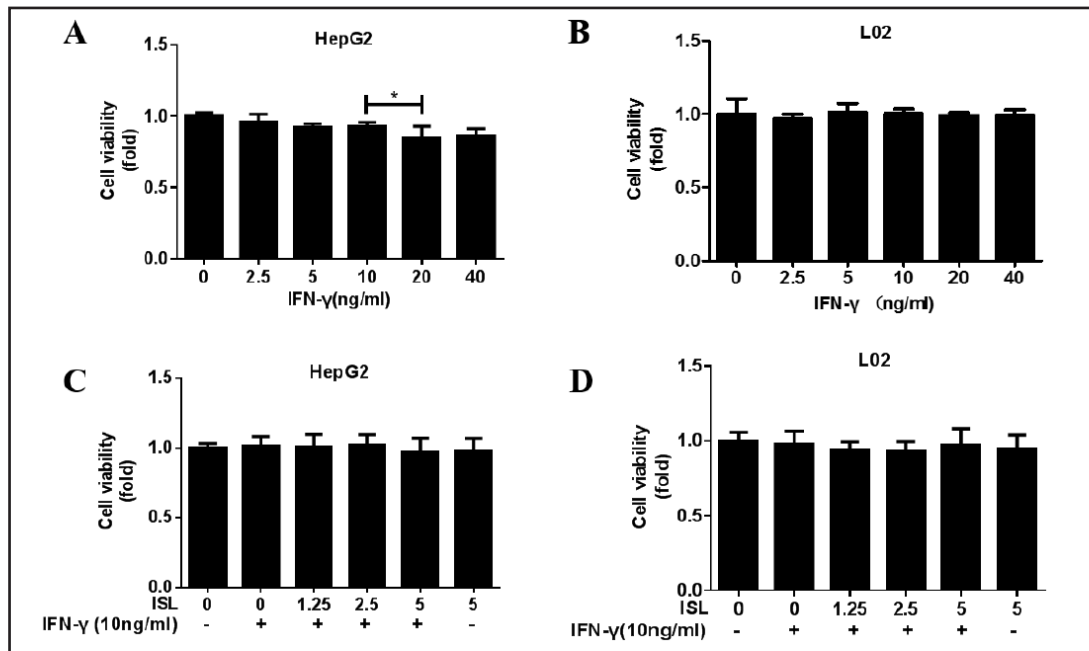 A
HepG2
Cell viability
(fold)
1.5
1.0
0.5
0.0
*
0 2.5 5 10 20 40
IFN-γ(ng/ml)
B
L02
Cell viability
(fold)
1.5
1.0
0.5
0.0
0 2.5 5 10 20 40
IFN-γ （ng/ml)
C
HepG2
Cell viability
(fold)
1.5
1.0
0.5
0.0
ISL 0 0 1.25 2.5 5 5
IFN-γ (10ng/ml) - + + + + -
D
L02
Cell viability
(fold)
1.5
1.0
0.5
0.0
ISL 0 0 1.25 2.5 5 5
IFN-γ(10ng/ml) - + + + + -